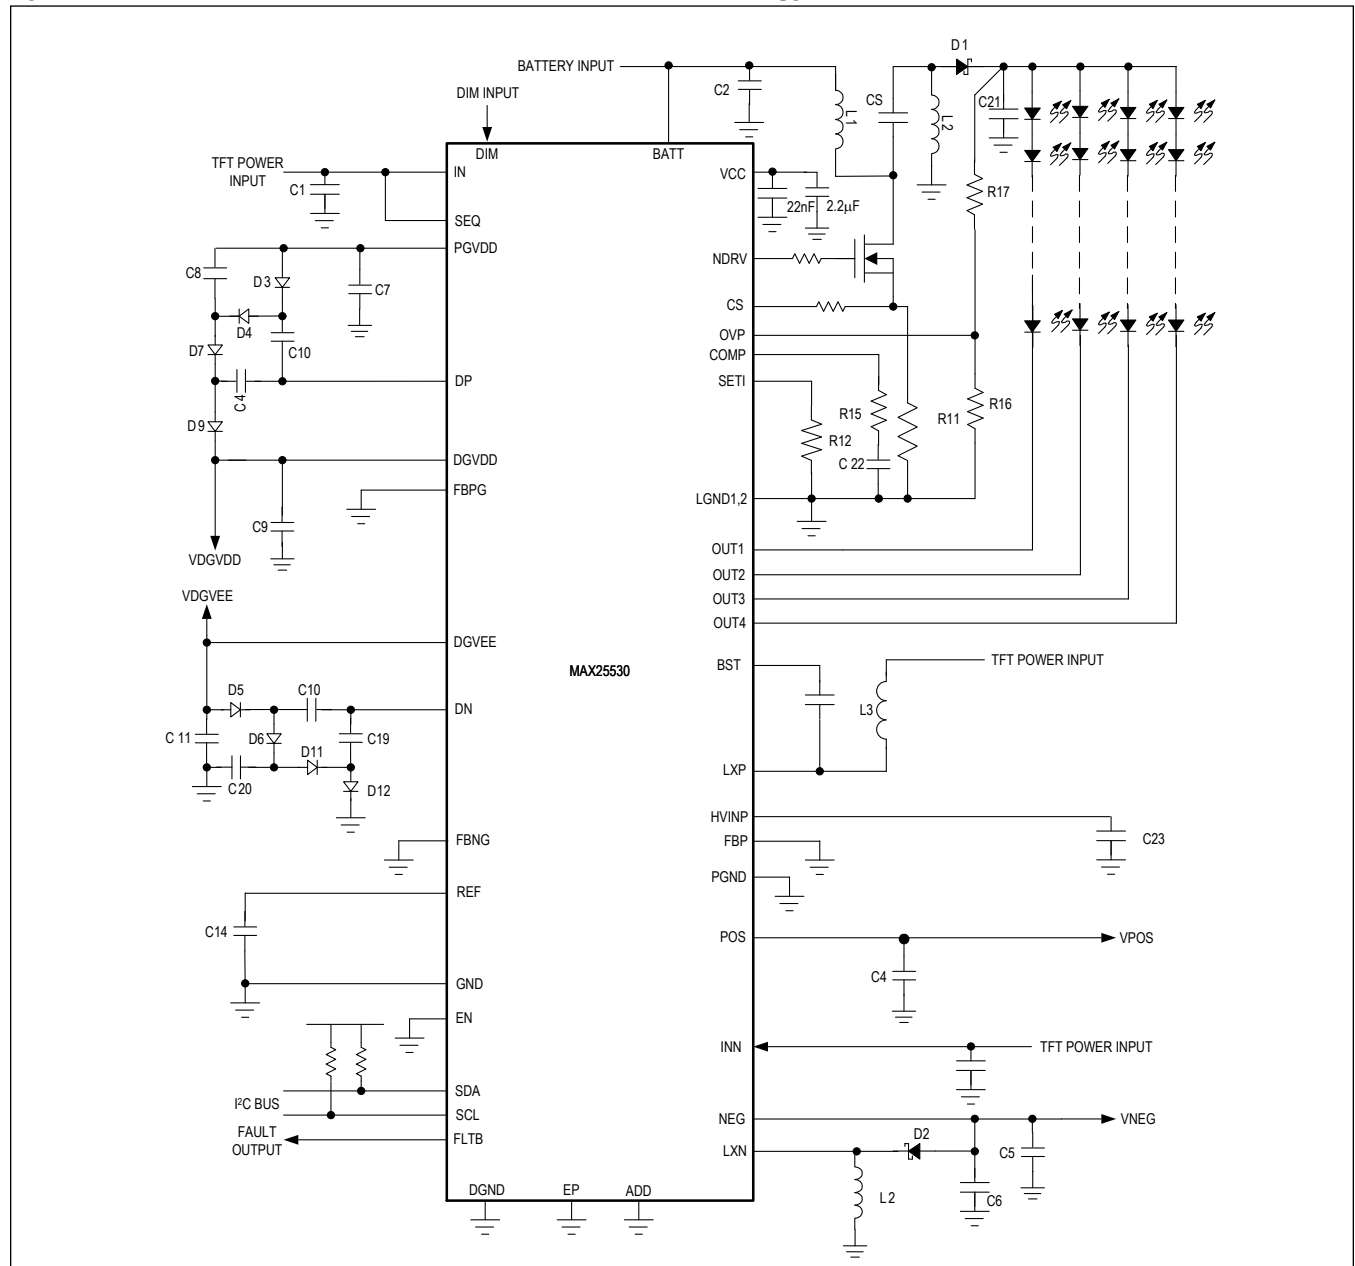 D1
BATTERY INPUT
C2
DIM INPUT
CS
L1
L2
C21
DIM
BATT
TFT POWER
INPUT
IN
C1
VCC
22nF
2.2µF
R17
SEQ
PGVDD
C8
D3
C7
NDRV
D4
CS
C10
D7
OVP
COMP
C4
DP
SETI
D9
R15
R11
R16
R12
C 22
DGVDD
FBPG
LGND1,2
C9
VDGVDD
OUT1
OUT2
VDGVEE
OUT3
OUT4
DGVEE
MAX25530
BST
TFT POWER INPUT
D5
C10
DN
L3
C 11
D6
D11
C19
C20
D12
LXP
HVINP
FBNG
FBP
C23
PGND
REF
C14
POS
VPOS
C4
GND
EN
INN
TFT POWER INPUT
SDA
I²C BUS
SCL
NEG
VNEG
FAULT
OUTPUT
FLTB
LXN
D2
C5
DGND
EP
ADD
L2
C6